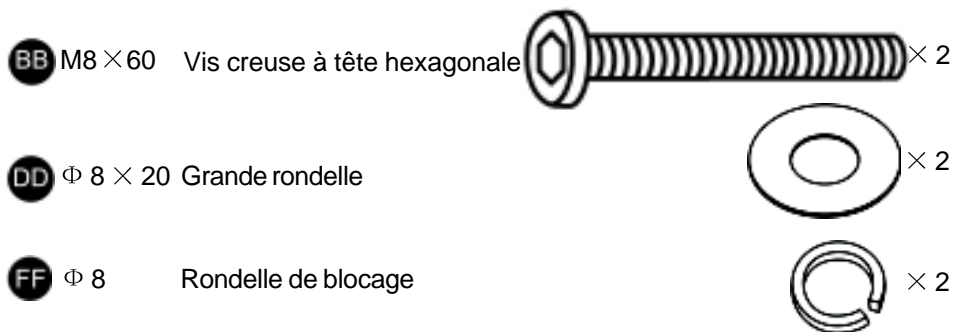 BB M8 × 60 Vis creuse à tête hexagonale × 2
DD Φ 8 × 20 Grande rondelle × 2
FF Φ 8 Rondelle de blocage × 2